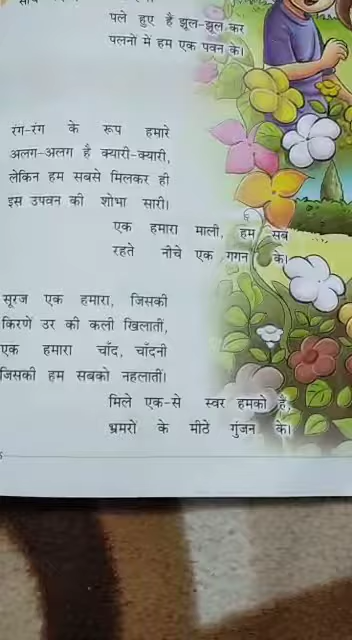 पले हुए हैं झूल-झूल कर
पलनों में हम एक पवन के।
रंग-रंग के रूप हमारे
अलग-अलग है क्यारी-क्यारी,
लेकिन हम सबसे मिलकर ही
इस उपवन की शोभा सारी।
एक हमारा माली, हम सब
रहते नीचे एक गगन के।
सूरज एक हमारा, जिसकी
किरणें उर की कली खिलातीं,
एक हमारा चाँद, चाँदनी
जिसकी हम सबको नहलातीं।
मिले एक-से स्वर हमको हैं,
भ्रमरों के मीठे गुंजन के।